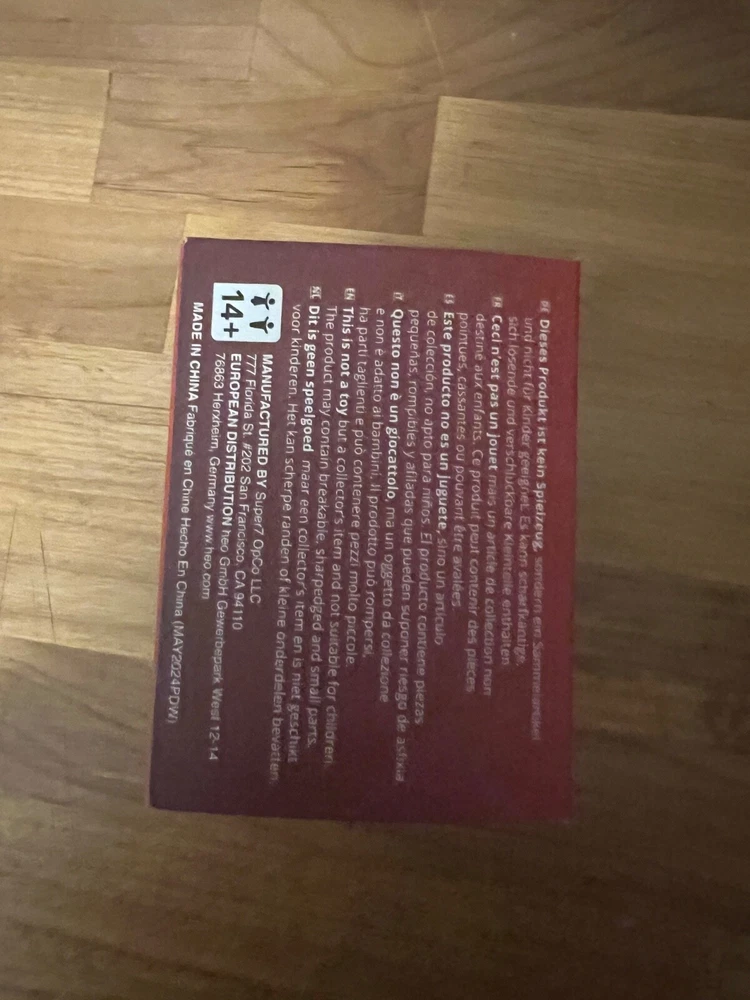 DE Dieses Produkt ist kein Spielzeug, sondern ein Sammelartikel
und nicht für Kinder geeignet. Es kann scharfkantige,
sich lösende und verschluckbare Kleinteile enthalten
FR Ceci n'est pas un jouet mais un article de collection non
destiné aux enfants. Ce produit peut contenir des pièces
pointues, cassantes ou pouvant être avalées
ES Este producto no es un juguete, sino un artículo
de colección, no apto para niños. El producto contiene piezas
pequeñas, rompibles y afiladas que pueden suponer riesgo de asfixia
IT Questo non è un giocattolo, ma un oggetto da collezione
e non è adatto ai bambini. Il prodotto può rompersi,
ha parti taglienti e può contenere pezzi molto piccole.
EN This is not a toy but a collector's item and not suitable for children.
The product may contain breakable, sharp-edged and small parts.
NL Dit is geen speelgoed maar een collector's item en is niet geschikt
voor kinderen. Het kan scherpe randen of kleine onderdelen bevatten.
14+
MANUFACTURED BY Super7 OpCo LLC
777 Florida St. #202 San Francisco, CA 94110
EUROPEAN DISTRIBUTION heo GmbH Gewerbepark West 12-14
76863 Herxheim, Germany www.heo.com
MADE IN CHINA Fabriqué en Chine Hecho En China (MAY2024PDW)